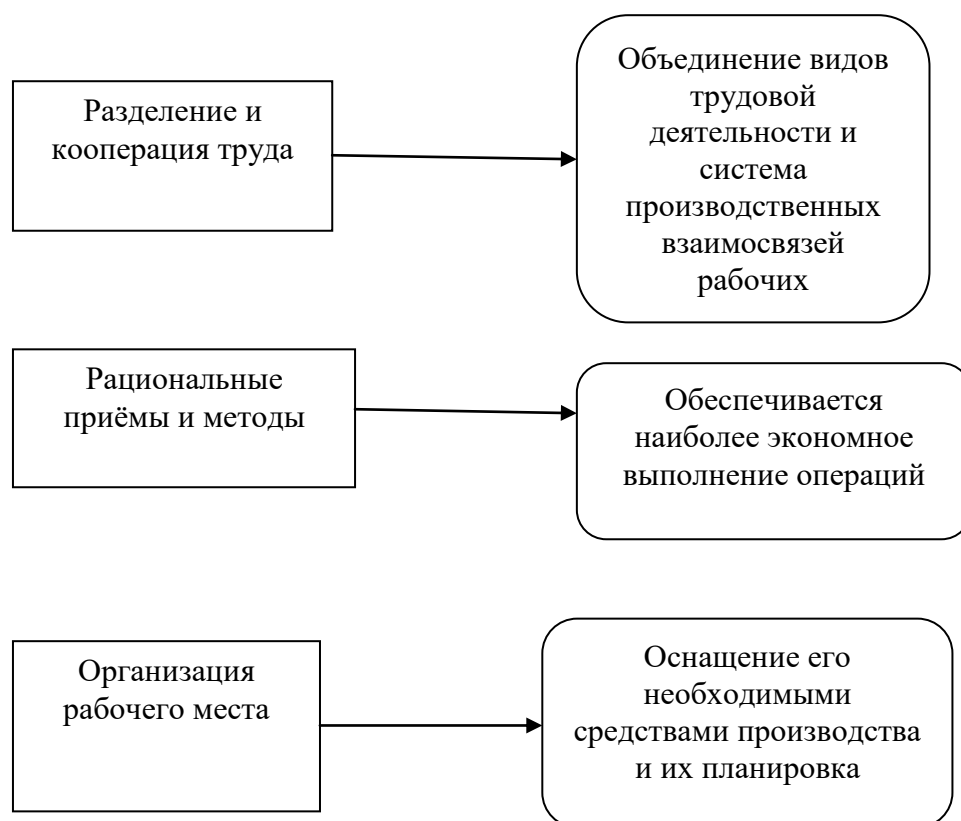 Разделение и
кооперация труда
Объединение видов
трудовой
деятельности и
система
производственных
взаимосвязей
рабочих
Рациональные
приёмы и методы
Обеспечивается
наиболее экономное
выполнение операций
Организация
рабочего места
Оснащение его
необходимыми
средствами производства
и их планировка